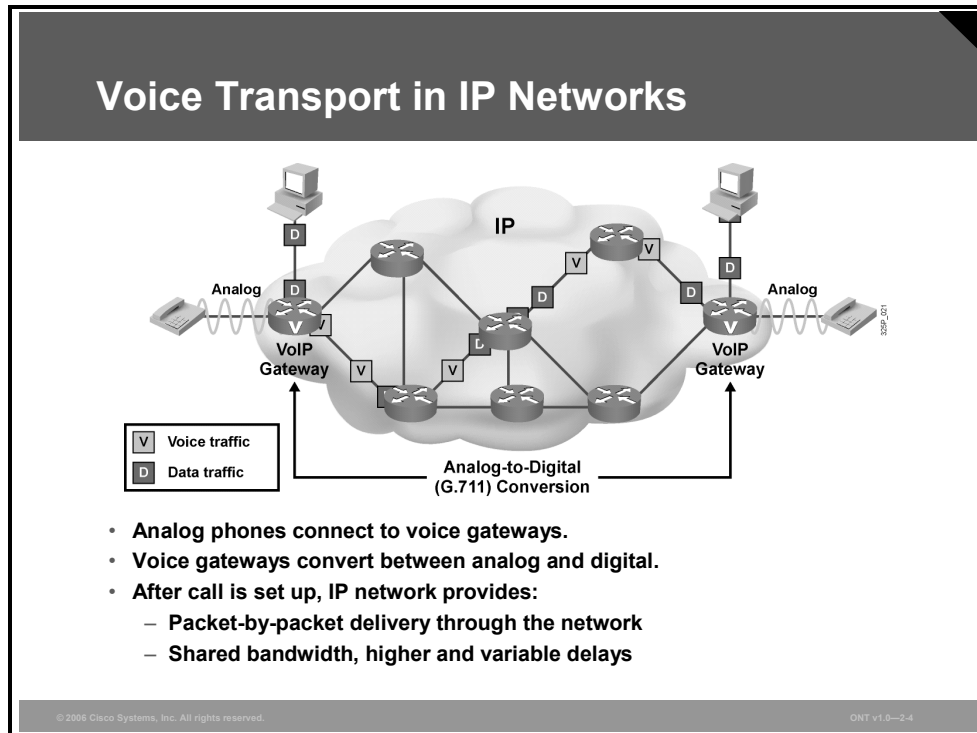 Voice Transport in IP Networks
IP
D
D
V
V
D
D
D
Analog
Analog
V
V
VoIP
Gateway
V
V
D
VoIP
Gateway
V
325P_021
V Voice traffic
D Data traffic
Analog-to-Digital
(G.711) Conversion
• Analog phones connect to voice gateways.
• Voice gateways convert between analog and digital.
• After call is set up, IP network provides:
– Packet-by-packet delivery through the network
– Shared bandwidth, higher and variable delays
© 2006 Cisco Systems, Inc. All rights reserved.
ONT v1.0—2-4